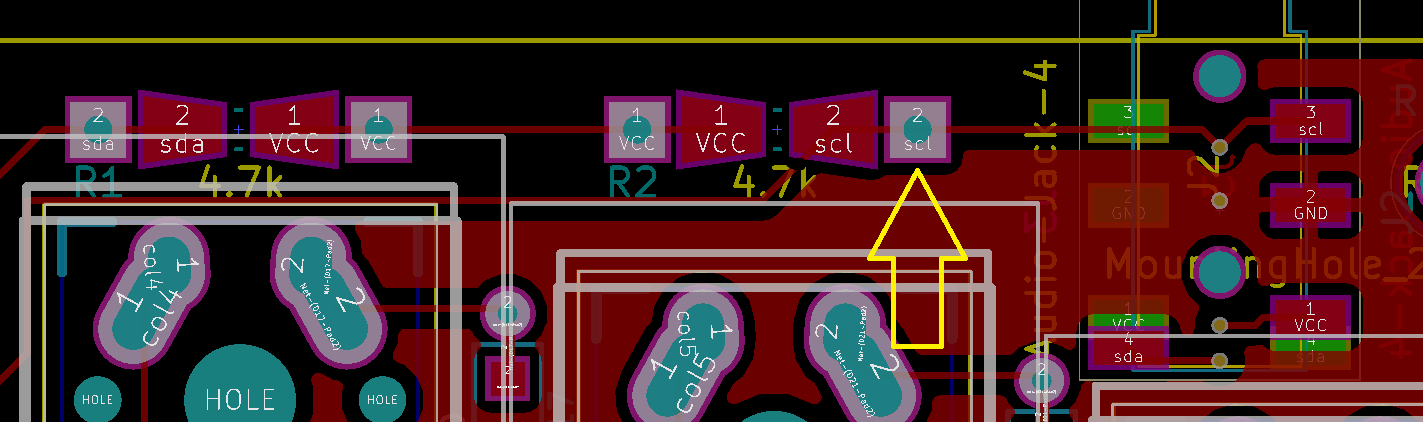 2
sda
2
sda
1
VCC
1
VCC
1
VCC
1
VCC
2
scl
2
scl
R1
4.7k
R2
4.7k
Audio-Jack-4
J2
3
3
scl
2
GND
2
GND
MountingHole
1
VCC
4
sda
1
VCC
4
sda
1
col4
1
col4
2
Net-(D17-Pad2)
2
Net-(D17-Pad2)
2
2
1
col5
1
col5
2
Net-(D21-Pad2)
2
Net-(D21-Pad2)
2
HOLE
HOLE
HOLE